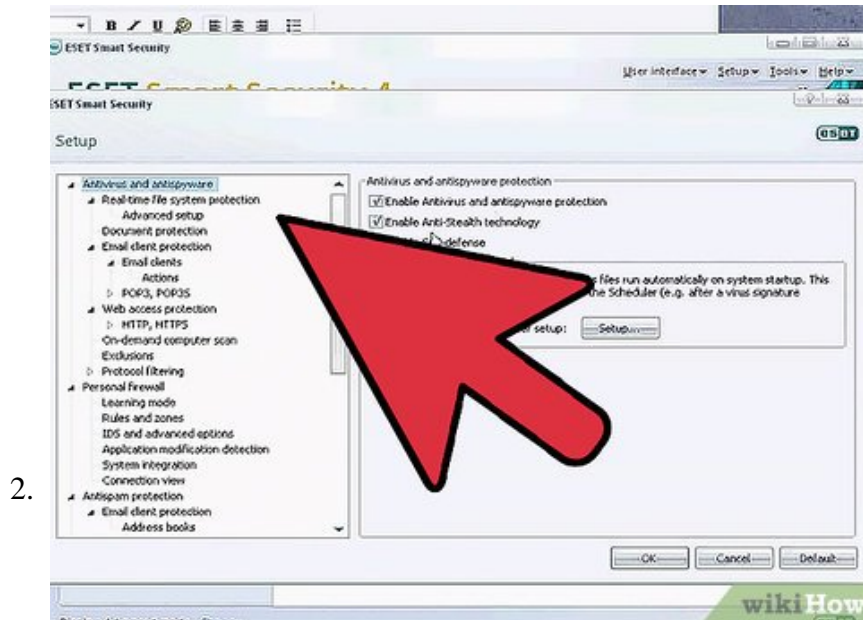 B I U
ESET Smart Security
User interface Setup Tools Help
ESET Smart Security 4
ESET Smart Security
Setup
eset
Antivirus and antispyware
Real-time file system protection
Advanced setup
Document protection
Email client protection
Email clients
Actions
POP3, POP3S
Web access protection
HTTP, HTTPS
On-demand computer scan
Exclusions
Protocol filtering
Personal firewall
Learning mode
Rules and zones
IDS and advanced options
Application modification detection
System integration
Connection view
Antispam protection
Email client protection
Address books
Antivirus and antispyware protection
Enable Antivirus and antispyware protection
Enable Anti-Stealth technology
defense
files run automatically on system startup. This
the Scheduler (e.g. after a virus signature
setup: Setup...
2.
OK Cancel Default
wikiHow